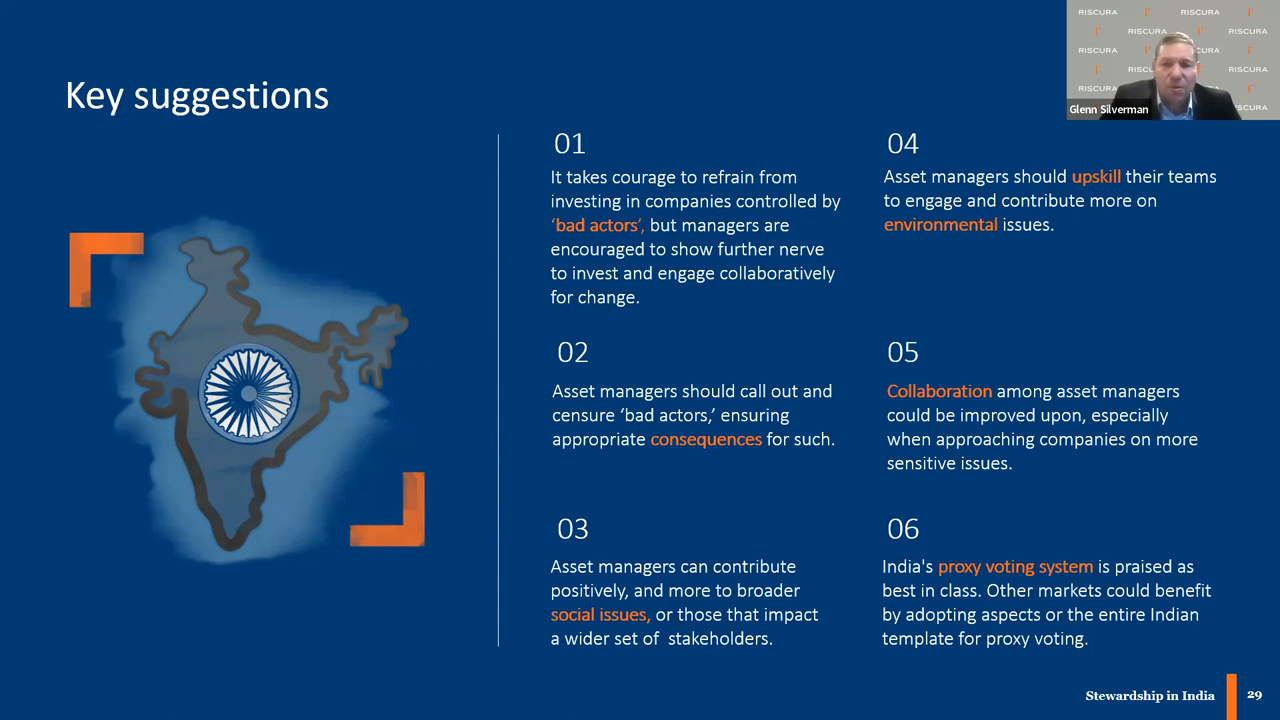 Key suggestions
01
It takes courage to refrain from
investing in companies controlled by
‘bad actors’, but managers are
encouraged to show further nerve
to invest and engage collaboratively
for change.
02
Asset managers should call out and
censure ‘bad actors,’ ensuring
appropriate consequences for such.
03
Asset managers can contribute
positively, and more to broader
social issues, or those that impact
a wider set of stakeholders.
04
Asset managers should upskill their teams
to engage and contribute more on
environmental issues.
05
Collaboration among asset managers
could be improved upon, especially
when approaching companies on more
sensitive issues.
06
India's proxy voting system is praised as
best in class. Other markets could benefit
by adopting aspects or the entire Indian
template for proxy voting.
RISCURA RISCURA
RISCURA RISCURA
RISCURA
RISCURA
RISCURA
Glenn Silverman
Stewardship in India 29